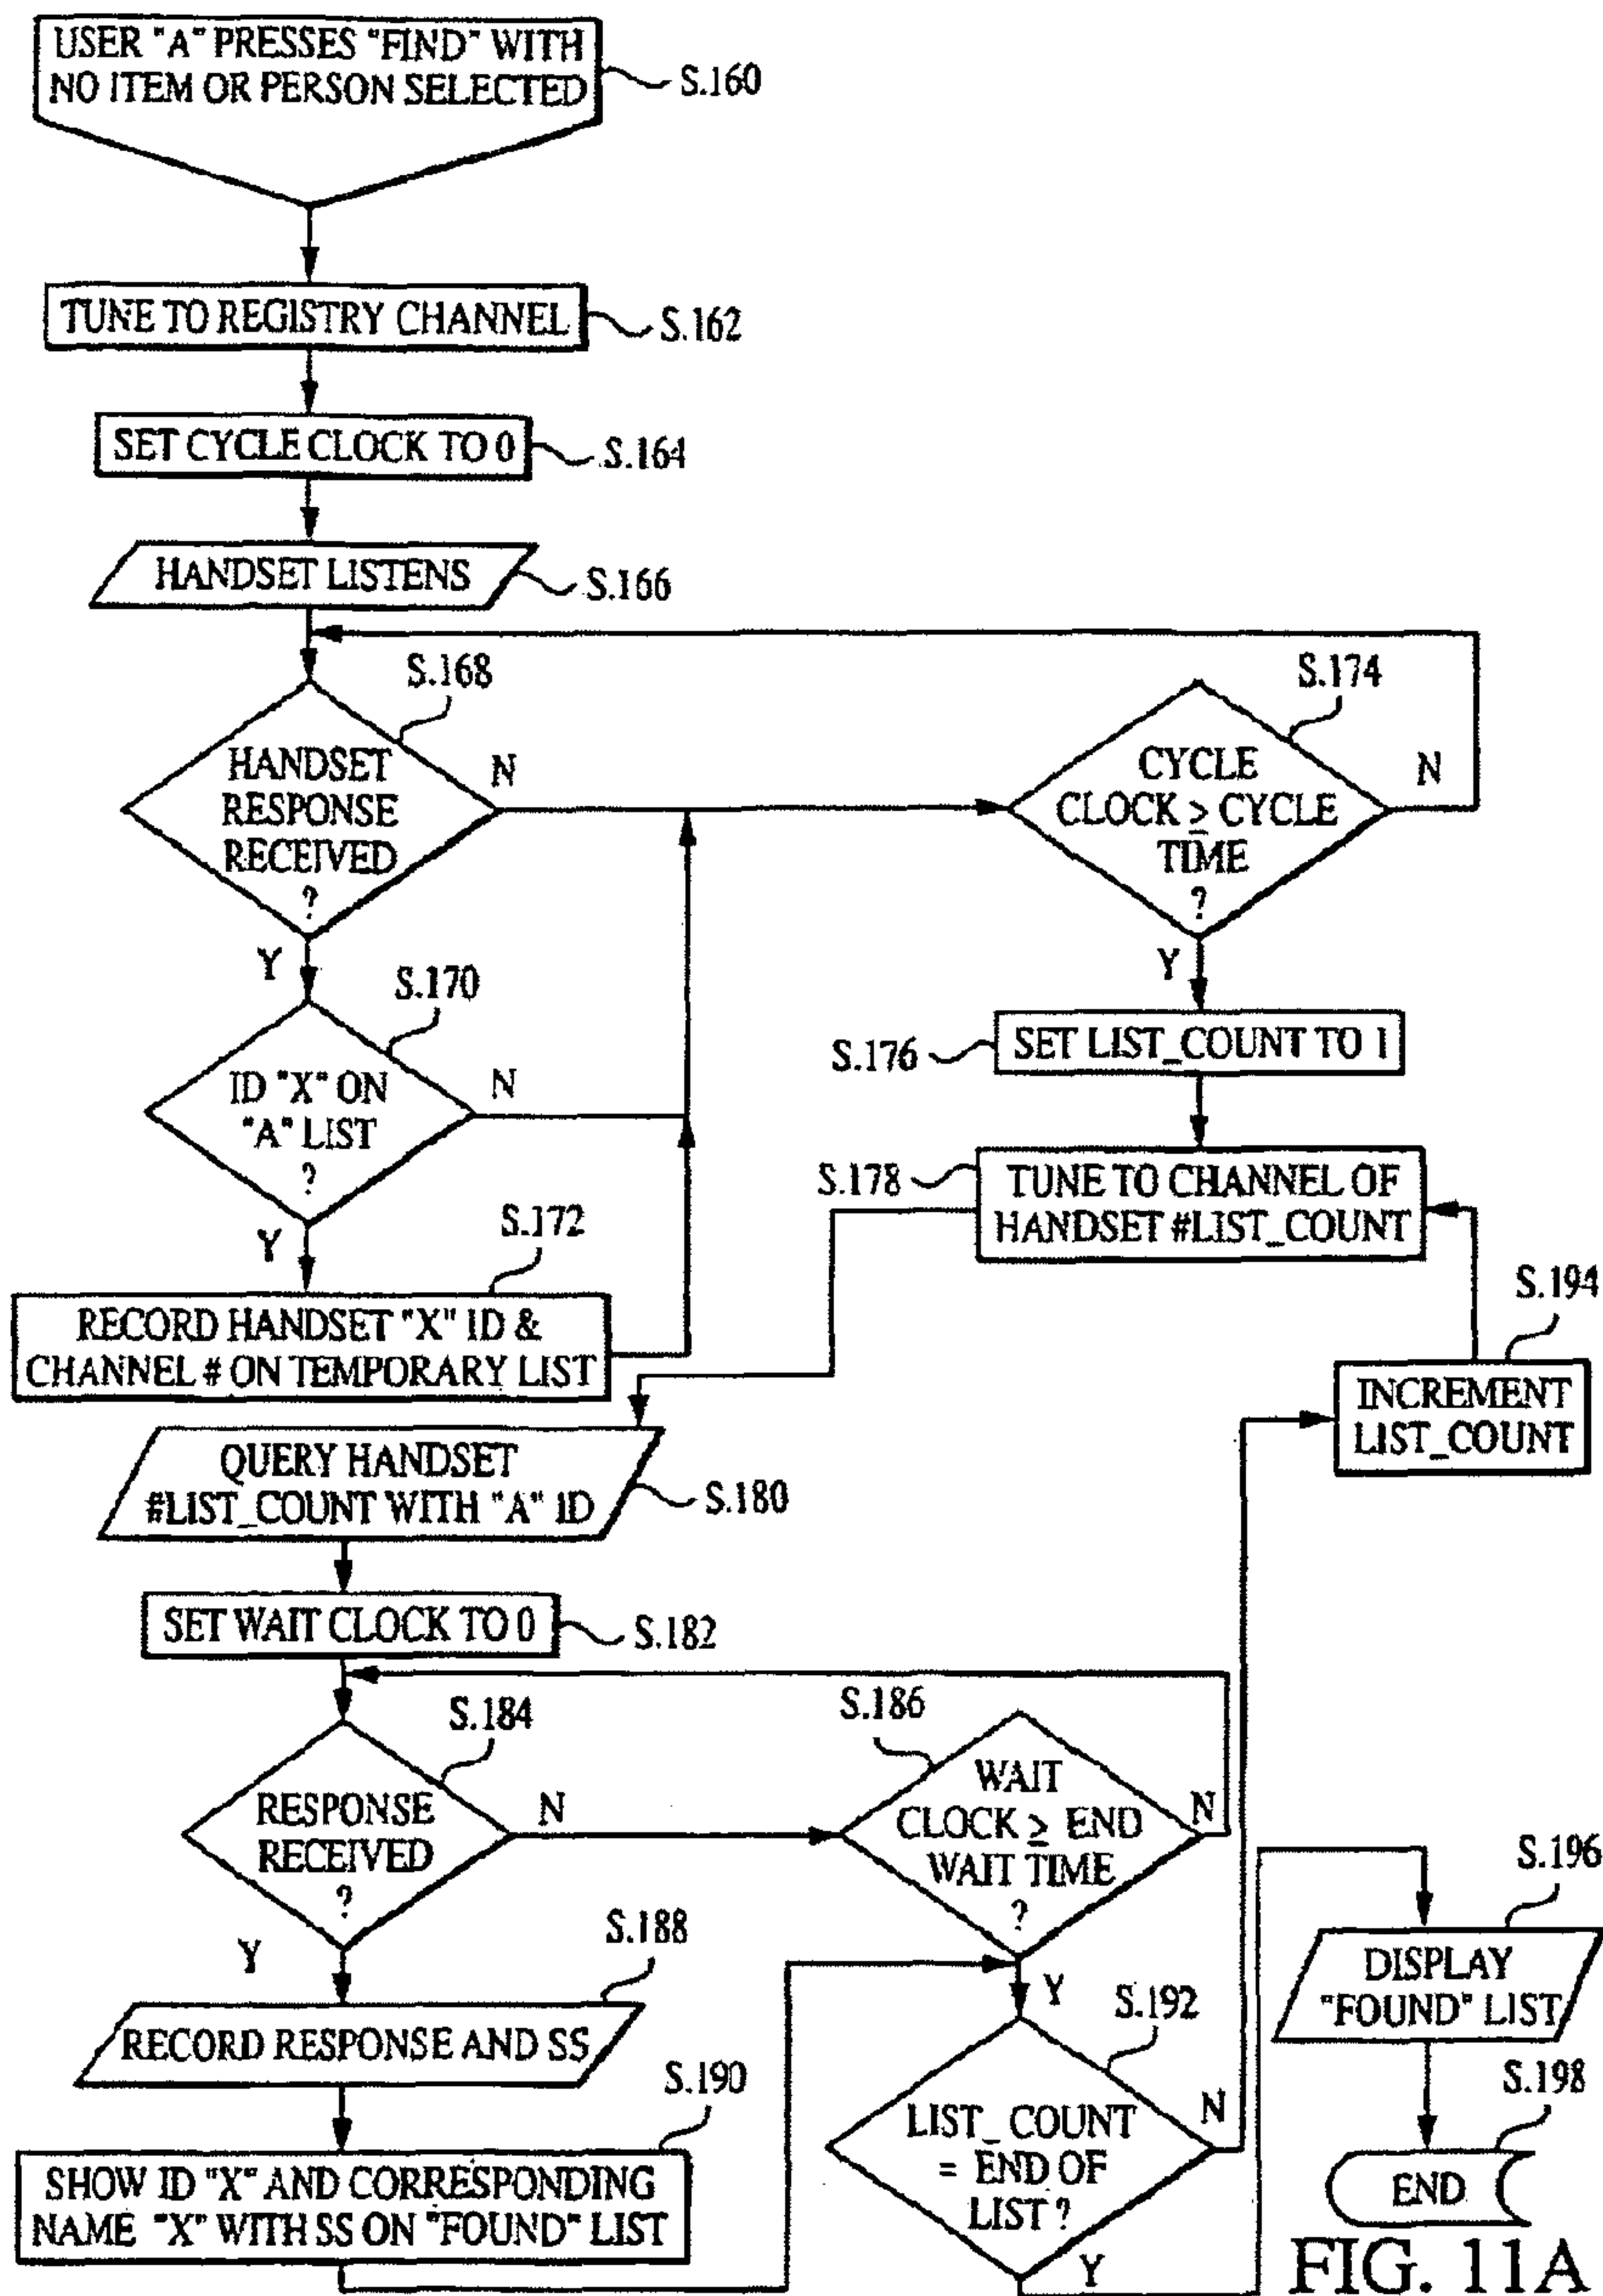 USER "A" PRESSES "FIND" WITH
NO ITEM OR PERSON SELECTED
S.160
TUNE TO REGISTRY CHANNEL
S.162
SET CYCLE CLOCK TO 0
S.164
HANDSET LISTENS
S.166
S.168
HANDSET
RESPONSE
RECEIVED
?
N
Y
S.174
CYCLE
CLOCK ≥ CYCLE
TIME
?
N
Y
S.170
ID "X" ON
"A" LIST
?
N
Y
S.176
SET LIST_COUNT TO 1
S.172
RECORD HANDSET "X" ID &
CHANNEL # ON TEMPORARY LIST
S.178
TUNE TO CHANNEL OF
HANDSET #LIST_COUNT
S.194
INCREMENT
LIST_COUNT
QUERY HANDSET
#LIST_COUNT WITH "A" ID
S.180
SET WAIT CLOCK TO 0
S.182
S.184
RESPONSE
RECEIVED
?
N
Y
S.186
WAIT
CLOCK ≥ END
WAIT TIME
?
N
Y
S.188
RECORD RESPONSE AND SS
S.190
SHOW ID "X" AND CORRESPONDING
NAME "X" WITH SS ON "FOUND" LIST
S.192
LIST_COUNT
= END OF
LIST ?
N
Y
S.196
DISPLAY
"FOUND" LIST
S.198
END
FIG. 11A